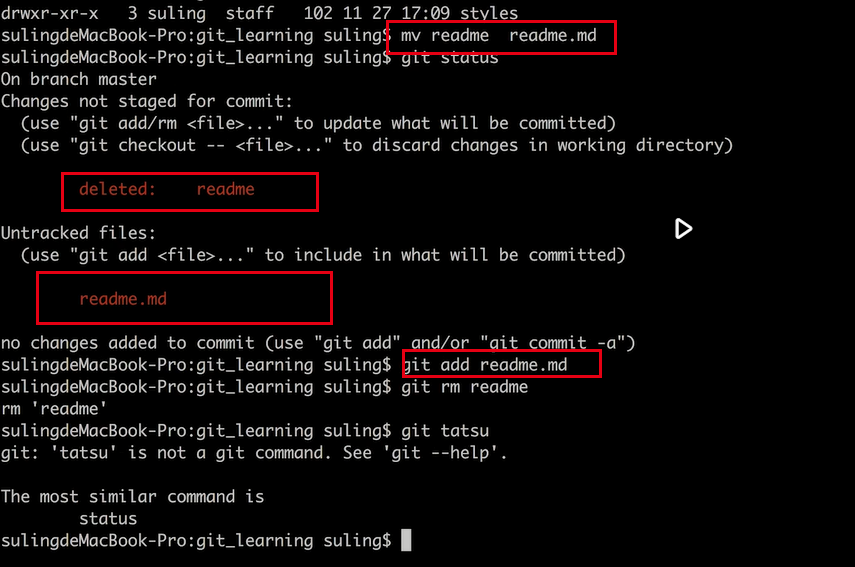 drwxr-xr-x   3 suling  staff   102 11 27 17:09 styles
sulingdeMacBook-Pro:git_learning suling$ mv readme  readme.md
sulingdeMacBook-Pro:git_learning suling$ git status
On branch master
Changes not staged for commit:
  (use "git add/rm <file>..." to update what will be committed)
  (use "git checkout -- <file>..." to discard changes in working directory)
        deleted:    readme
Untracked files:
  (use "git add <file>..." to include in what will be committed)
        readme.md
no changes added to commit (use "git add" and/or "git commit -a")
sulingdeMacBook-Pro:git_learning suling$ git add readme.md
sulingdeMacBook-Pro:git_learning suling$ git rm readme
rm 'readme'
sulingdeMacBook-Pro:git_learning suling$ git tatsu
git: 'tatsu' is not a git command. See 'git --help'.
The most similar command is
        status
sulingdeMacBook-Pro:git_learning suling$